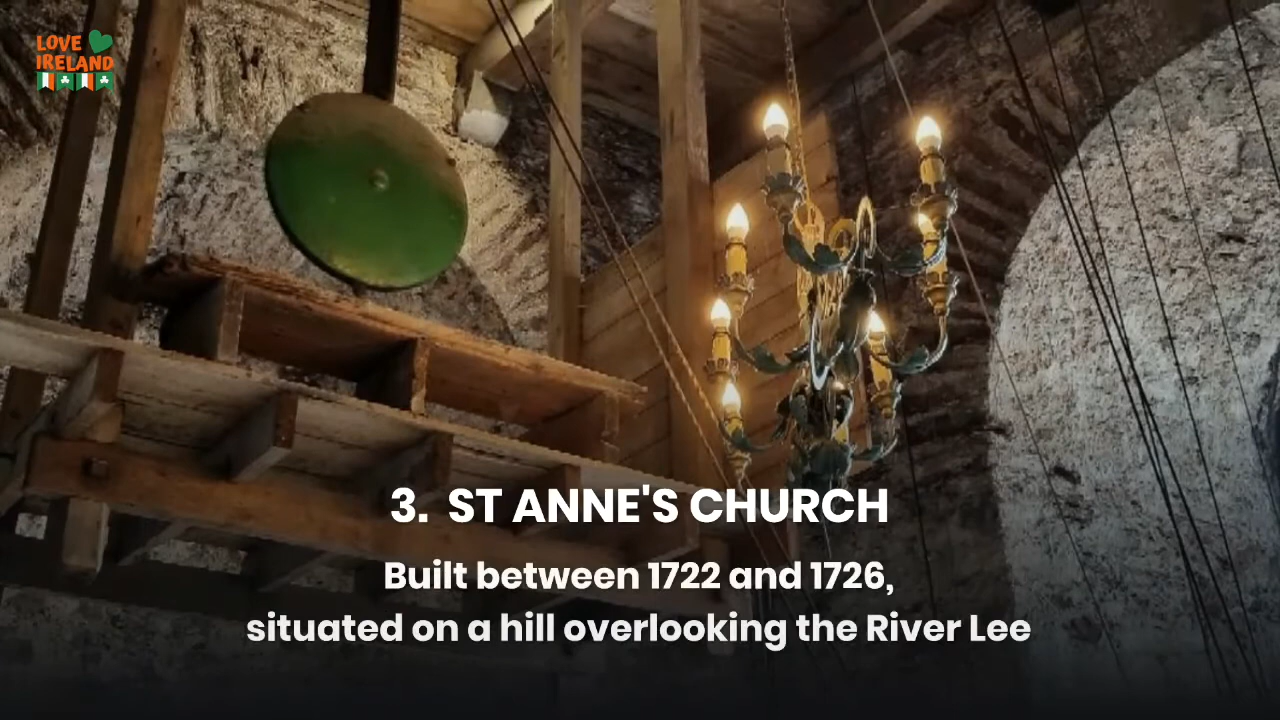 LOVE
IRELAND
3. ST ANNE'S CHURCH
Built between 1722 and 1726,
situated on a hill overlooking the River Lee